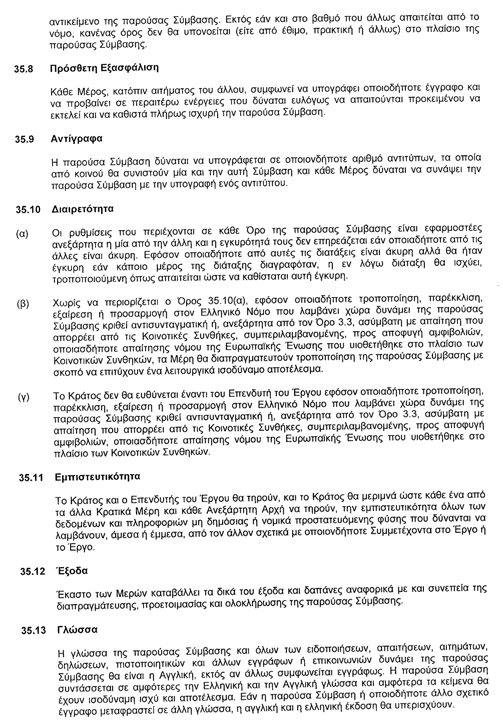 αντικείμενο της παρούσας Σύμβασης. Εκτός εάν και στο βαθμό που άλλως απαιτείται από το
νόμο, κανένας όρος δεν θα υπονοείται (είτε από έθιμο, πρακτική ή άλλως) στο πλαίσιο της
παρούσας Σύμβασης.
35.8 Πρόσθετη Εξασφάλιση
Κάθε Μέρος, κατόπιν αιτήματος του άλλου, συμφωνεί να υπογράφει οποιοδήποτε έγγραφο και
να προβαίνει σε περαιτέρω ενέργειες που δύναται ευλόγως να απαιτούνται προκειμένου να
εκτελεί και να καθιστά πλήρως ισχυρή την παρούσα Σύμβαση.
35.9 Αντίγραφα
Η παρούσα Σύμβαση δύναται να υπογράφεται σε οποιονδήποτε αριθμό αντιτύπων, τα οποία
από κοινού θα συνιστούν μία και την αυτή Σύμβαση και κάθε Μέρος δύναται να συνάψει την
παρούσα Σύμβαση με την υπογραφή ενός αντιτύπου.
35.10 Διαιρετότητα
(α) Οι ρυθμίσεις που περιέχονται σε κάθε Όρο της παρούσας Σύμβασης είναι εφαρμοστέες
ανεξάρτητα η μία από την άλλη και η εγκυρότητά τους δεν επηρεάζεται εάν οποιαδήποτε από τις
άλλες είναι άκυρη. Εφόσον οποιαδήποτε από αυτές τις διατάξεις είναι άκυρη αλλά θα ήταν
έγκυρη εάν κάποιο μέρος της διάταξης διαγραφόταν, η εν λόγω διάταξη θα ισχύει,
τροποποιούμενη όπως απαιτείται ώστε να καθίσταται αυτή έγκυρη.
(β) Χωρίς να περιορίζεται ο Όρος 35.10(α), εφόσον οποιαδήποτε τροποποίηση, παρέκκλιση,
εξαίρεση ή προσαρμογή στον Ελληνικό Νόμο που λαμβάνει χώρα δυνάμει της παρούσας
Σύμβασης κριθεί αντισυνταγματική ή, ανεξάρτητα από τον Όρο 3.3, ασύμβατη με απαίτηση που
απορρέει από τις Κοινοτικές Συνθήκες, συμπεριλαμβανομένης, προς αποφυγή αμφιβολιών,
οποιασδήποτε απαίτησης νόμου της Ευρωπαϊκής Ένωσης που υιοθετήθηκε στο πλαίσιο των
Κοινοτικών Συνθηκών, τα Μέρη θα διαπραγματευτούν τροποποίηση της παρούσας Σύμβασης με
σκοπό να επιτύχουν ένα λειτουργικά ισοδύναμο αποτέλεσμα.
(γ) Το Κράτος δεν θα ευθύνεται έναντι του Επενδυτή του Έργου εφόσον οποιαδήποτε τροποποίηση,
παρέκκλιση, εξαίρεση ή προσαρμογή στον Ελληνικό Νόμο που λαμβάνει χώρα δυνάμει της
παρούσας Σύμβασης κριθεί αντισυνταγματική ή, ανεξάρτητα από τον Όρο 3.3, ασύμβατη με
απαίτηση που απορρέει από τις Κοινοτικές Συνθήκες, συμπεριλαμβανομένης, προς αποφυγή
αμφιβολιών, οποιασδήποτε απαίτησης νόμου της Ευρωπαϊκής Ένωσης που υιοθετήθηκε στο
πλαίσιο των Κοινοτικών Συνθηκών.
35.11 Εμπιστευτικότητα
Το Κράτος και ο Επενδυτής του Έργου θα τηρούν, και το Κράτος θα μεριμνά ώστε κάθε ένα από
τα άλλα Κρατικά Μέρη και κάθε Ανεξάρτητη Αρχή να τηρούν, την εμπιστευτικότητα όλων των
δεδομένων και πληροφοριών μη δημόσιας ή νομικά προστατευόμενης φύσης που δύνανται να
λαμβάνουν, άμεσα ή έμμεσα, από τον άλλον σχετικά με οποιονδήποτε Συμμετέχοντα στο Έργο ή
το Έργο.
35.12 Έξοδα
Έκαστο των Μερών καταβάλλει τα δικά του έξοδα και δαπάνες αναφορικά με και συνεπεία της
διαπραγμάτευσης, προετοιμασίας και ολοκλήρωσης της παρούσας Σύμβασης.
35.13 Γλώσσα
Η γλώσσα της παρούσας Σύμβασης και όλων των ειδοποιήσεων, απαιτήσεων, αιτημάτων,
δηλώσεων, πιστοποιητικών και άλλων εγγράφων ή επικοινωνιών δυνάμει της παρούσας
Σύμβασης θα είναι η Αγγλική, εκτός αν άλλως συμφωνείται εγγράφως. Η παρούσα Σύμβαση
συντάσσεται σε αμφότερες την Ελληνική και την Αγγλική γλώσσα και αμφότερα τα κείμενα θα
έχουν ισοδύναμη ισχύ και αποτέλεσμα. Εάν η παρούσα Σύμβαση ή οποιοδήποτε άλλο σχετικό
έγγραφο μεταφραστεί σε άλλη γλώσσα, η αγγλική και η ελληνική έκδοση θα υπερισχύουν.